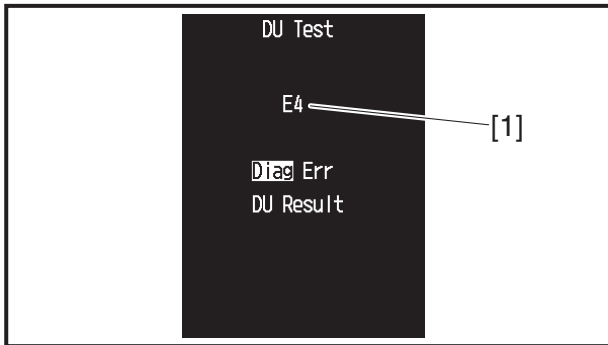 DU Test
E4
[1]
Diag Err
DU Result